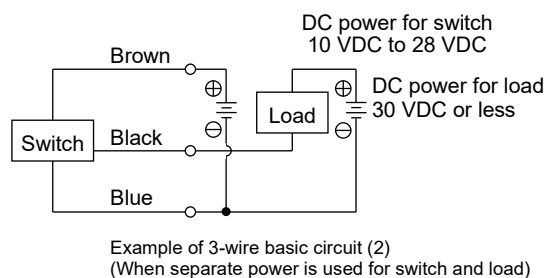 DC power for switch
10 VDC to 28 VDC
Brown
⊕
⊖
Load
⊕
⊖
DC power for load
30 VDC or less
Switch
Black
Blue
Example of 3-wire basic circuit (2)
(When separate power is used for switch and load)